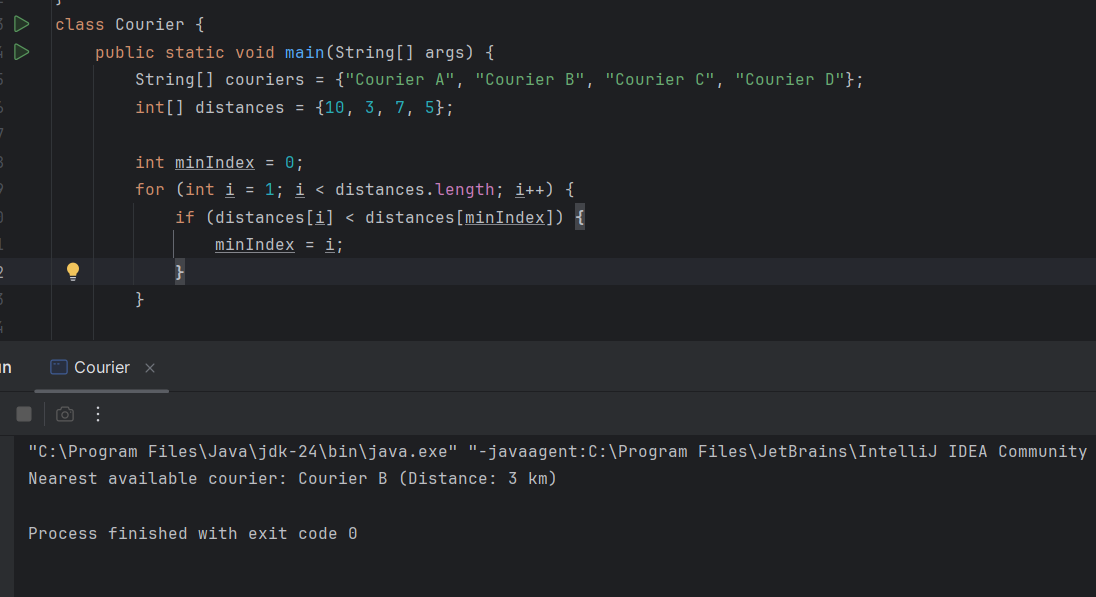 class Courier {
public static void main(String[] args) {
String[] couriers = {"Courier A", "Courier B", "Courier C", "Courier D"};
int[] distances = {10, 3, 7, 5};
int minIndex = 0;
for (int i = 1; i < distances.length; i++) {
if (distances[i] < distances[minIndex]) {
minIndex = i;
}
}
Courier
"C:\Program Files\Java\jdk-24\bin\java.exe" "-javaagent:C:\Program Files\JetBrains\IntelliJ IDEA Community
Nearest available courier: Courier B (Distance: 3 km)
Process finished with exit code 0